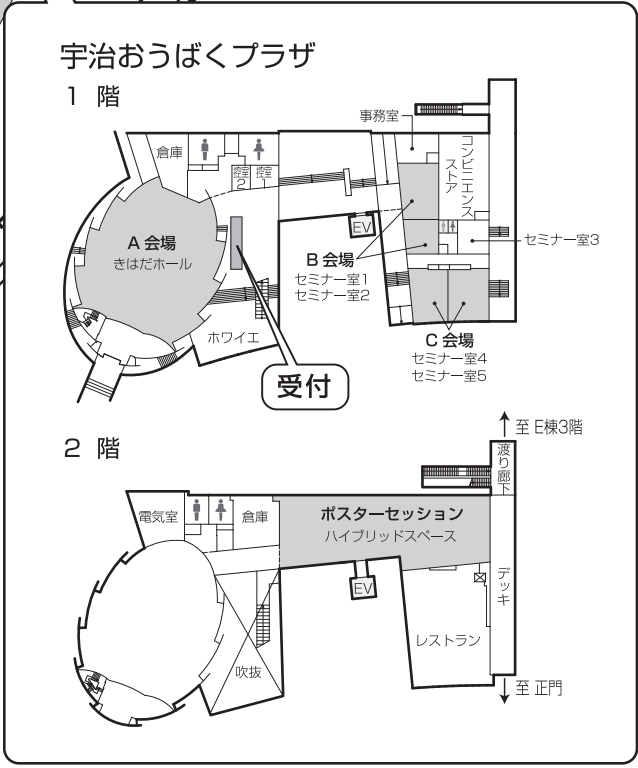 宇治おうばくプラザ
1 階
事務室
倉庫
控室2
控室1
コンビニエンス
ストア
EV
A 会場
きはだホール
B 会場
セミナー室1
セミナー室2
セミナー室3
ホワイエ
C 会場
セミナー室4
セミナー室5
受付
2 階
至 E棟3階
渡り廊下
電気室
倉庫
ポスターセッション
ハイブリッドスペース
EV
デッキ
レストラン
吹抜
至 正門